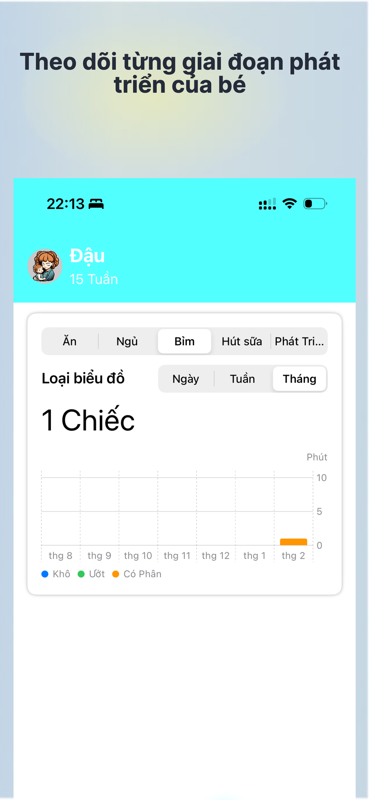 Theo dõi từng giai đoạn phát
triển của bé
22:13
Đậu
15 Tuần
Ăn Ngủ Bỉm Hút sữa Phát Tri...
Loại biểu đồ Ngày Tuần Tháng
1 Chiếc
Phút
10
5
0
thg 8 thg 9 thg 10 thg 11 thg 12 thg 1 thg 2
Khô Ướt Có Phân